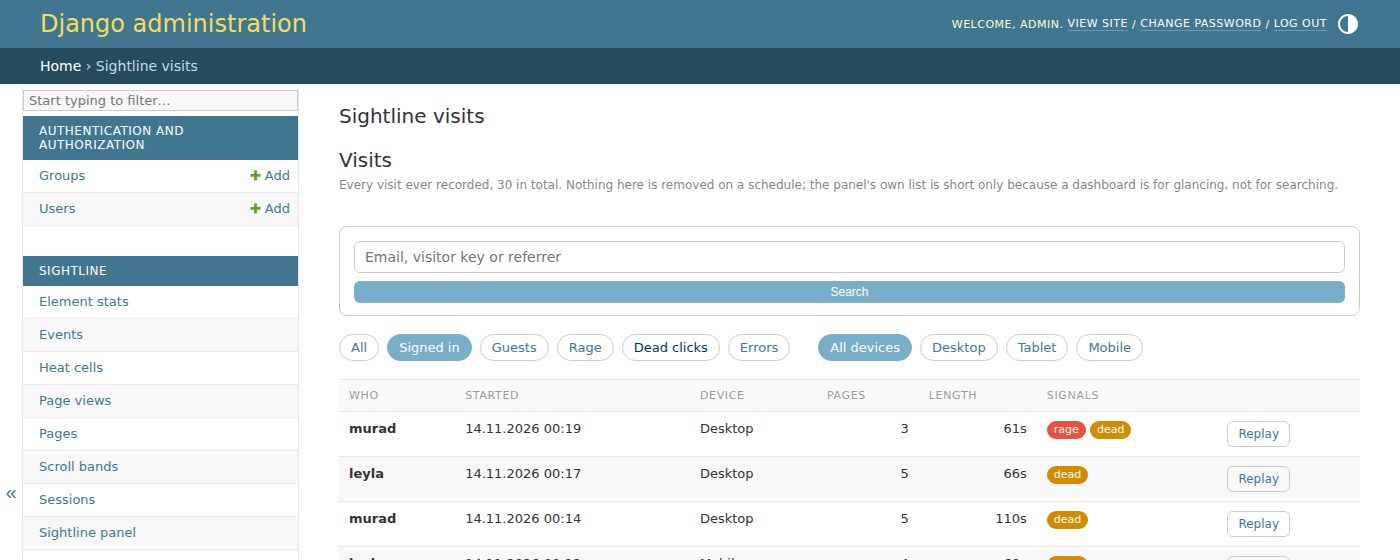 Django administration
WELCOME, ADMIN. VIEW SITE / CHANGE PASSWORD / LOG OUT
Home › Sightline visits
Start typing to filter…
AUTHENTICATION AND
AUTHORIZATION
Groups
Add
Users
Add
SIGHTLINE
Element stats
Events
Heat cells
Page views
Pages
Scroll bands
Sessions
Sightline panel
«
Sightline visits
Visits
Every visit ever recorded, 30 in total. Nothing here is removed on a schedule; the panel's own list is short only because a dashboard is for glancing, not for searching.
Email, visitor key or referrer
Search
All Signed in Guests Rage Dead clicks Errors All devices Desktop Tablet Mobile
WHO STARTED DEVICE PAGES LENGTH SIGNALS
murad 14.11.2026 00:19 Desktop 3 61s rage dead Replay
leyla 14.11.2026 00:17 Desktop 5 66s dead Replay
murad 14.11.2026 00:14 Desktop 5 110s dead Replay